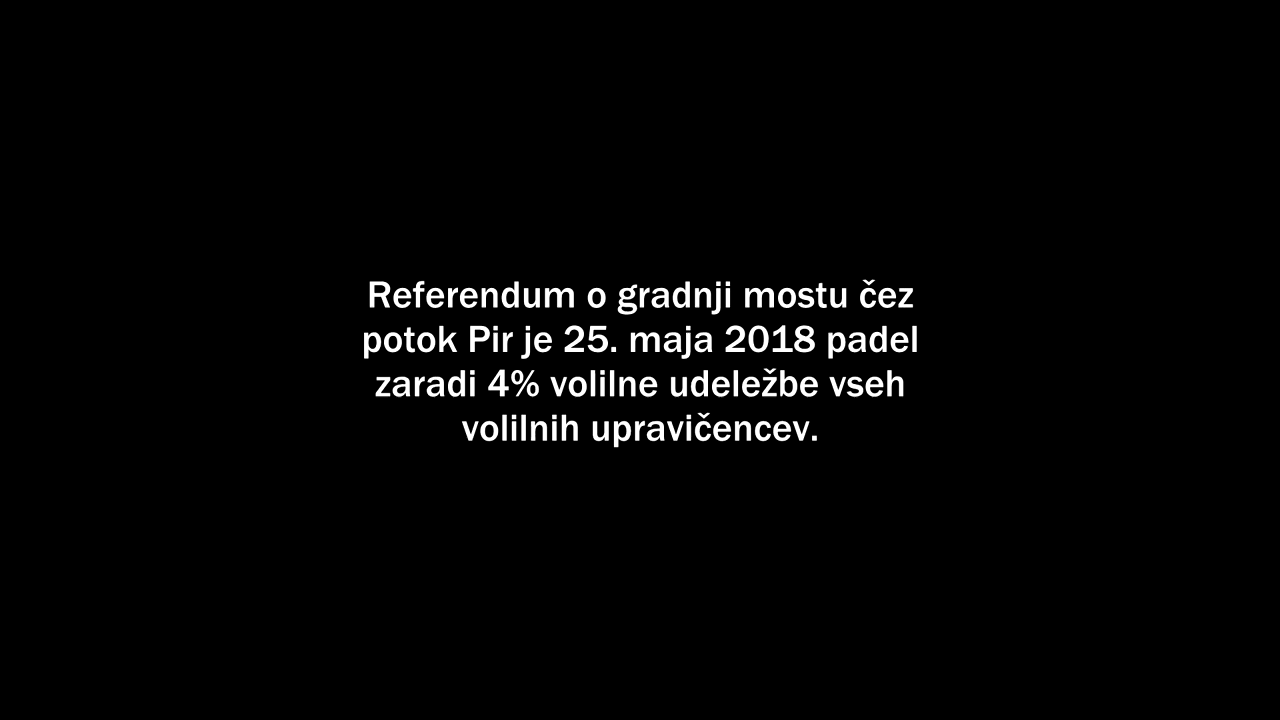 Referendum o gradnji mostu čez
potok Pir je 25. maja 2018 padel
zaradi 4% volilne udeležbe vseh
volilnih upravičencev.